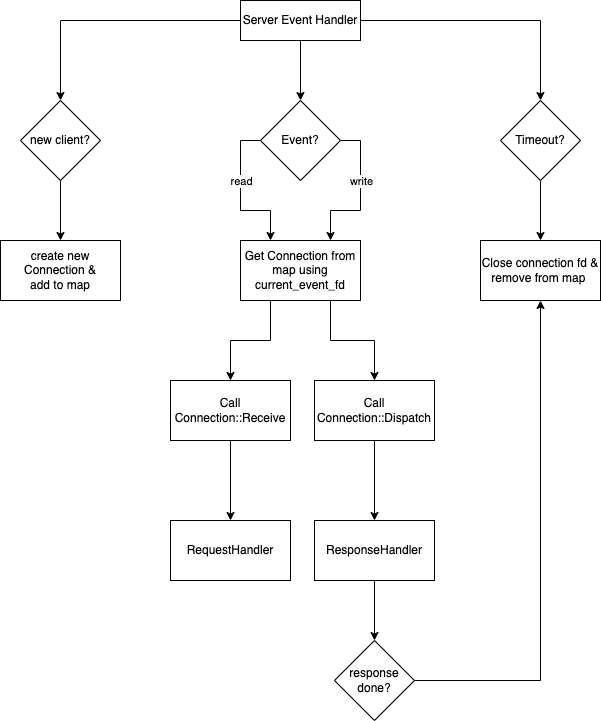 Server Event Handler
new client?
Event?
Timeout?
read
write
create new
Connection &
add to map
Get Connection from
map using
current_event_fd
Close connection fd &
remove from map
Call
Connection::Receive
Call
Connection::Dispatch
RequestHandler
ResponseHandler
response
done?